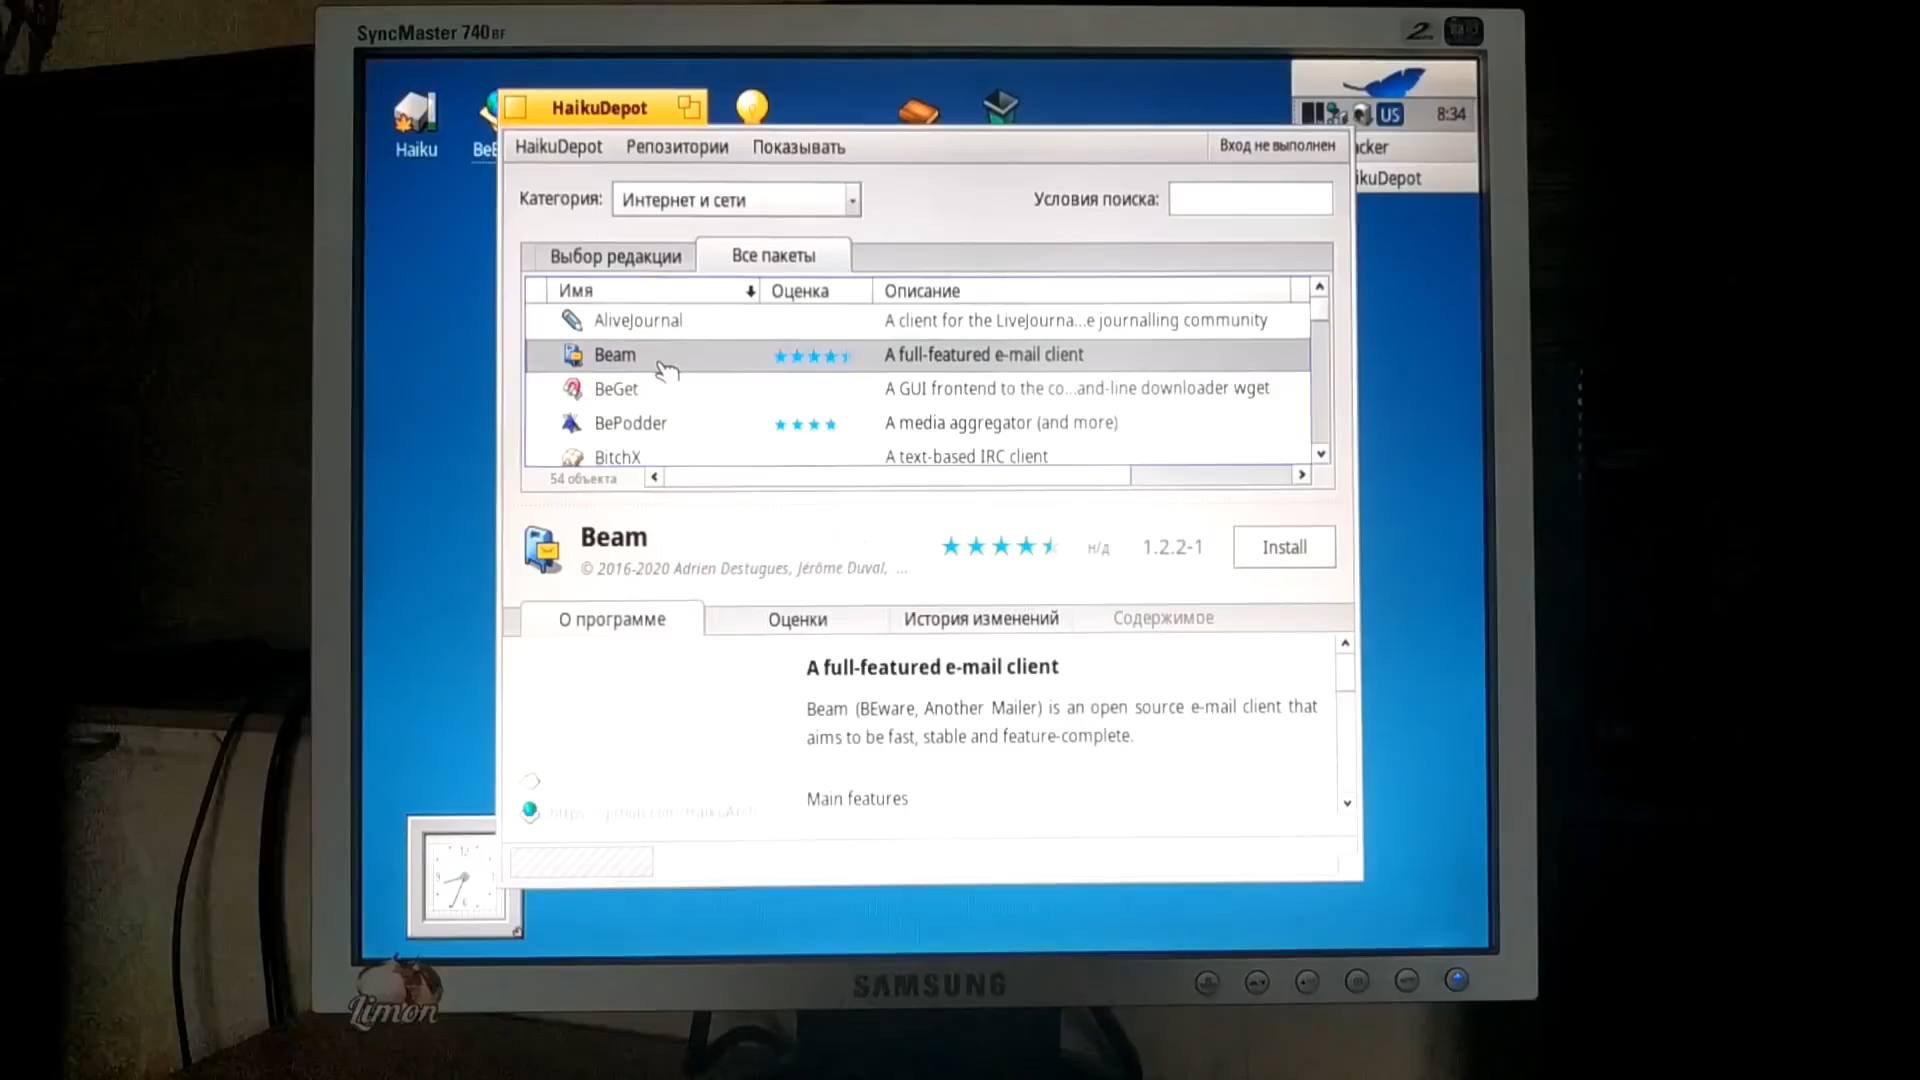 SyncMaster 740BF
Haiku
HaikuDepot
US
8:34
HaikuDepot
Репозитории
Показывать
Вход не выполнен
Категория:
Интернет и сети
Условия поиска:
Выбор редакции
Все пакеты
Имя
Оценка
Описание
AliveJournal
A client for the LiveJourna...e journalling community
Beam
A full-featured e-mail client
BeGet
A GUI frontend to the co...and-line downloader wget
BePodder
A media aggregator (and more)
BitchX
A text-based IRC client
54 объекта
Beam
н/д
1.2.2-1
Install
© 2016-2020 Adrien Destugues, Jérôme Duval, ...
О программе
Оценки
История изменений
Содержимое
A full-featured e-mail client
Beam (BEware, Another Mailer) is an open source e-mail client that
aims to be fast, stable and feature-complete.
Main features
SAMSUNG
Limon